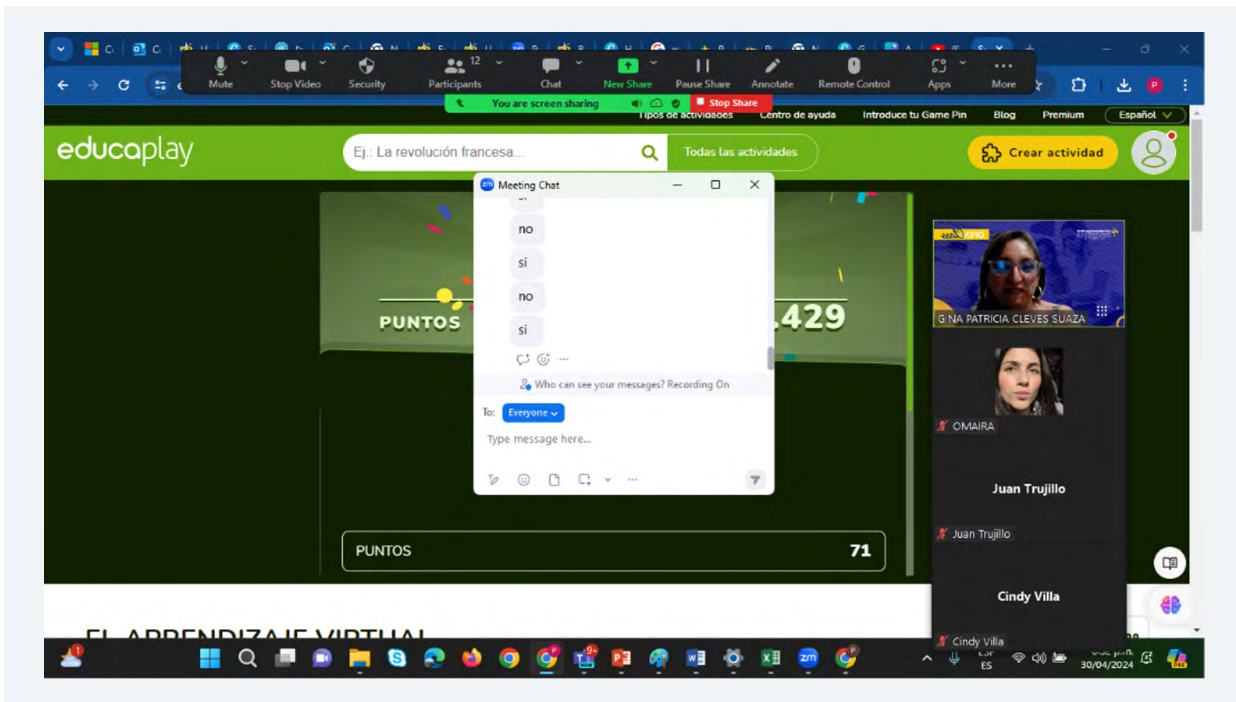 12
Mute
Stop Video
Security
Participants
Chat
New Share
Pause Share
Annotate
Remote Control
Apps
More
You are screen sharing
Stop Share
Tipos de actividades
Centro de ayuda
Introduce tu Game Pin
Blog
Premium
Español
educaplay
Ej.: La revolución francesa...
Todas las actividades
Crear actividad
Meeting Chat
no
si
no
si
Who can see your messages? Recording On
To: Everyone
Type message here...
PUNTOS
.429
PUNTOS 71
GINA PATRICIA CLEVES SUAZA
OMAIRA
Juan Trujillo
Juan Trujillo
Cindy Villa
Cindy Villa
EL APRENDIZAJE VIRTUAL
ESP
ES
30/04/2024